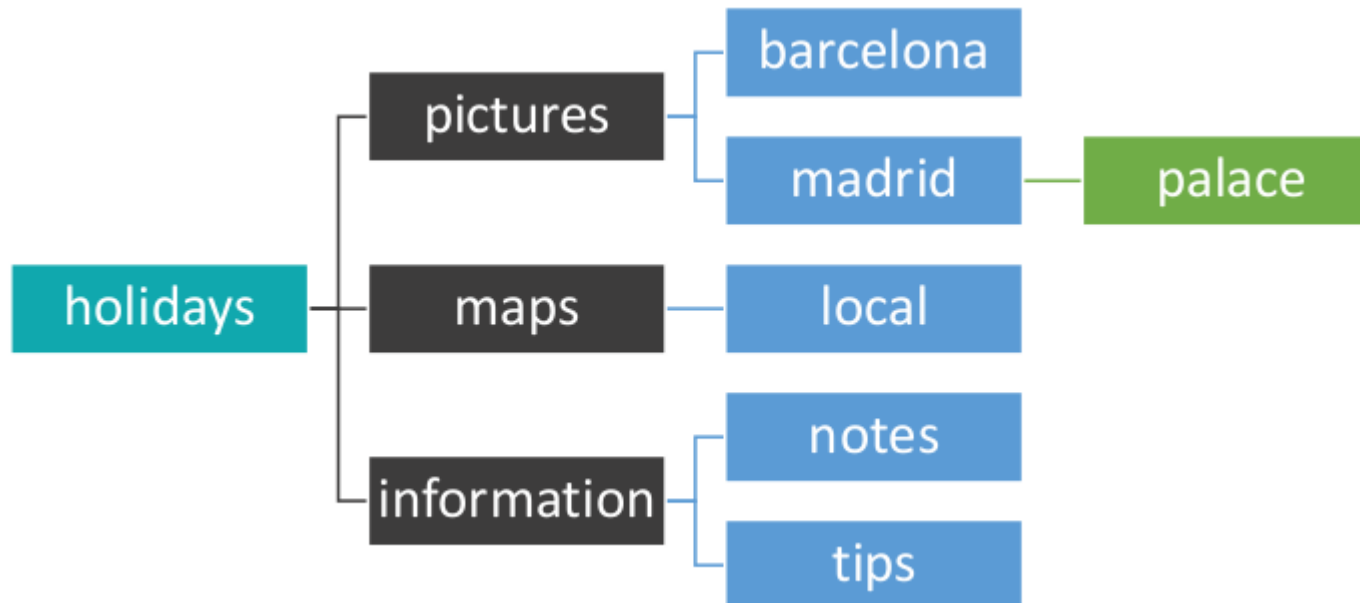 holidays
pictures
barcelona
madrid
palace
maps
local
information
notes
tips